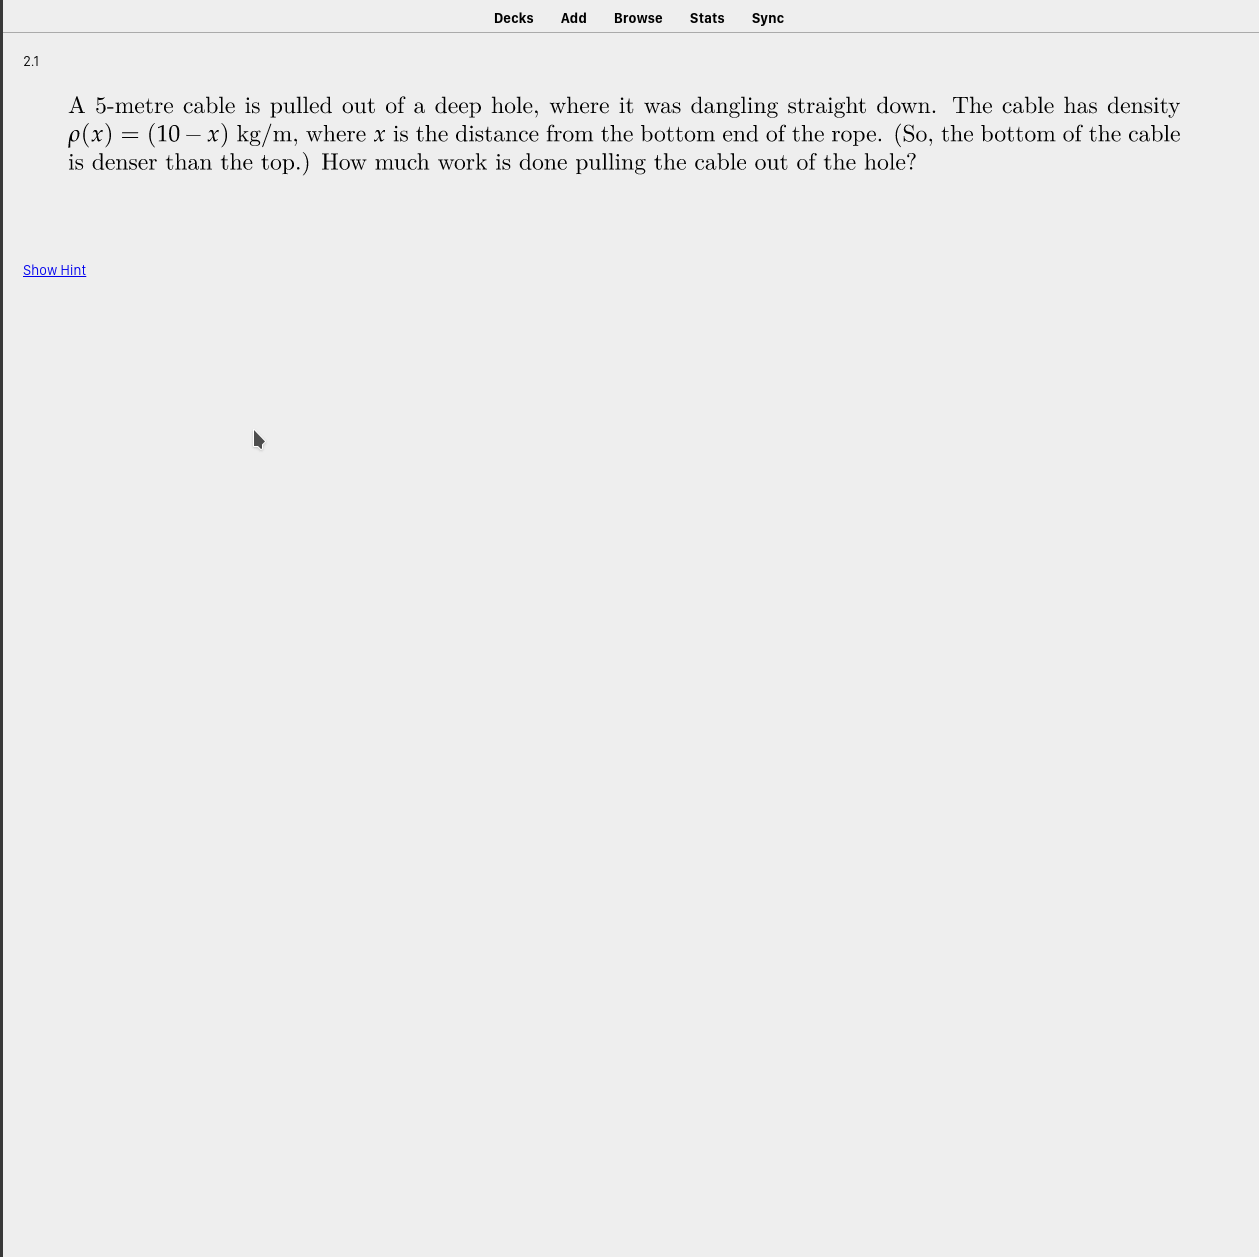 Decks Add Browse Stats Sync
2.1
A 5-metre cable is pulled out of a deep hole, where it was dangling straight down. The cable has density
ρ(x) = (10 − x) kg/m, where x is the distance from the bottom end of the rope. (So, the bottom of the cable
is denser than the top.) How much work is done pulling the cable out of the hole?
Show Hint